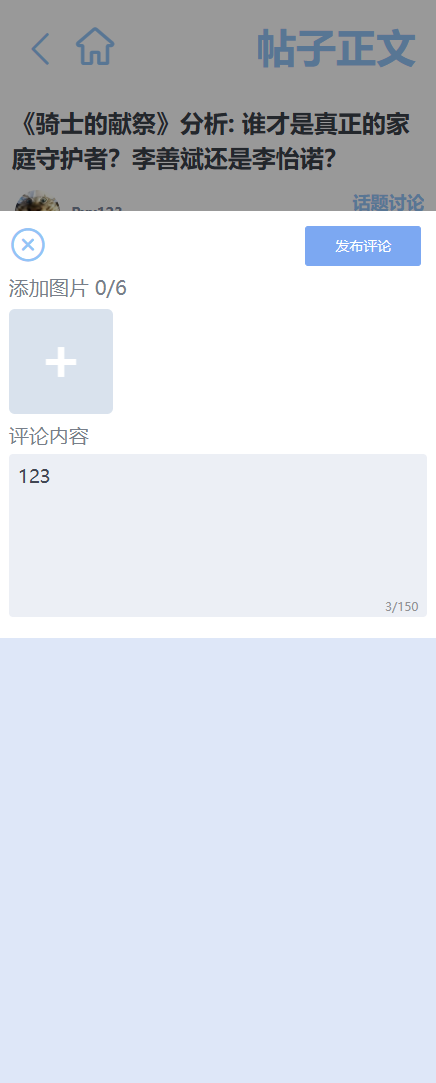 帖子正文
《骑士的献祭》分析: 谁才是真正的家
庭守护者？李善斌还是李怡诺？
话题讨论
发布评论
添加图片 0/6
评论内容
123
3/150